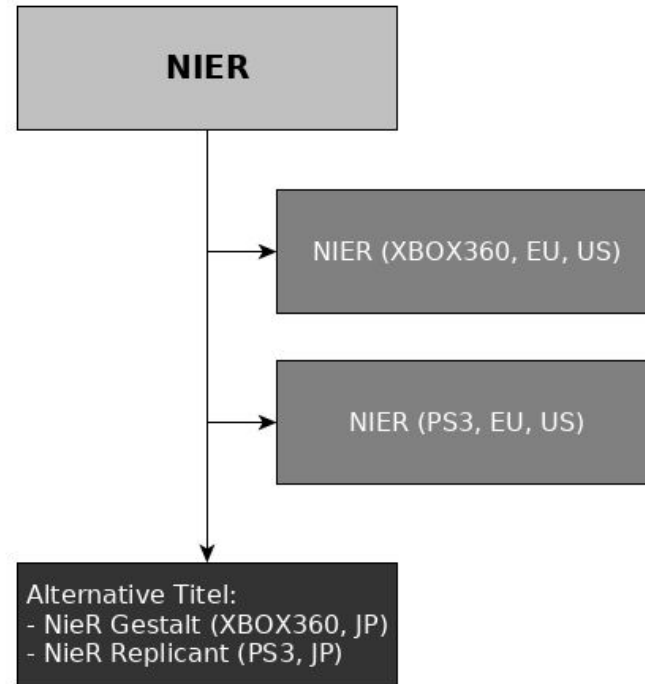 NIER
NIER (XBOX360, EU, US)
NIER (PS3, EU, US)
Alternative Titel:
- NieR Gestalt (XBOX360, JP)
- NieR Replicant (PS3, JP)